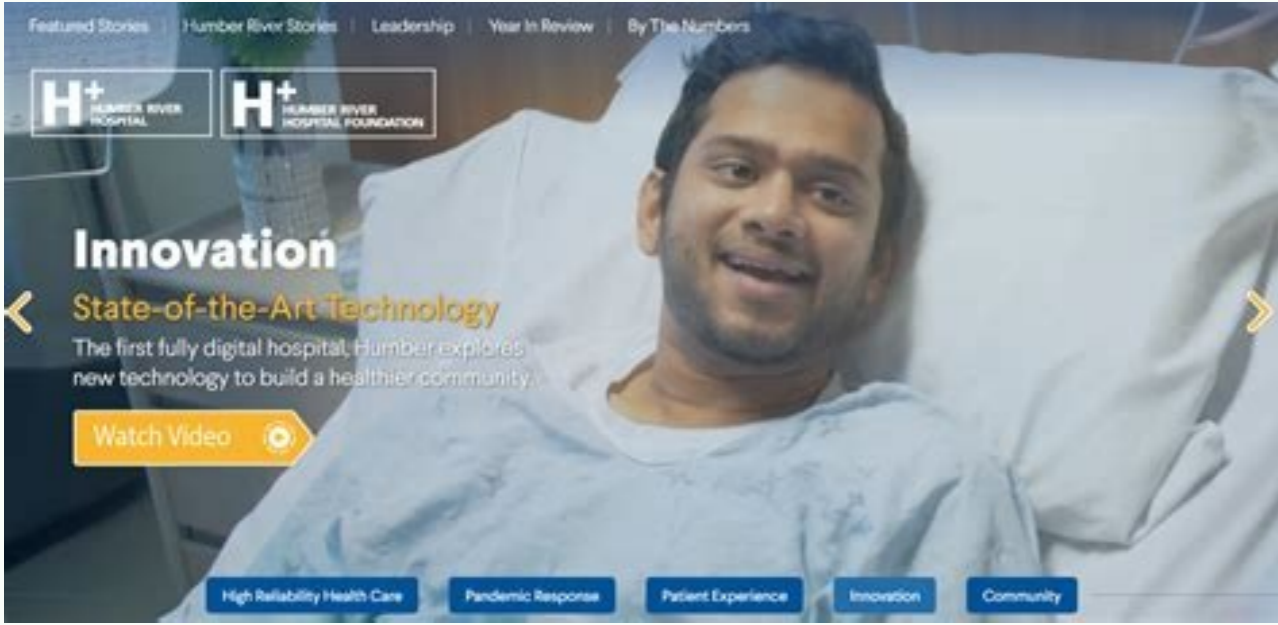 Featured Stories | Humber River Stories | Leadership | Year In Review | By The Numbers
H+ HUMBER RIVER
HOSPITAL
H+ HUMBER RIVER
HOSPITAL FOUNDATION
Innovation
State-of-the-Art Technology
The first fully digital hospital, Humber explores
new technology to build a healthier community.
Watch Video
High Reliability Health Care
Pandemic Response
Patient Experience
Innovation
Community